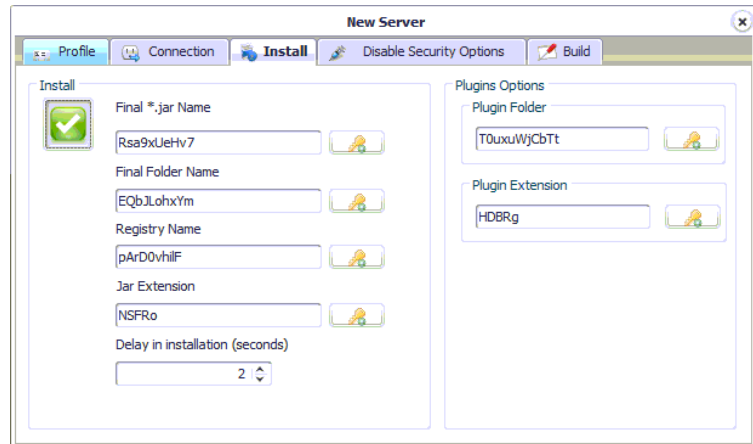 New Server
Profile
Connection
Install
Disable Security Options
Build
Install
Final *.jar Name
Rsa9xUeHv7
Final Folder Name
EQbJLohxYm
Registry Name
pArD0vhilF
Jar Extension
NSFRo
Delay in installation (seconds)
2
Plugins Options
Plugin Folder
T0uxuWjCbTt
Plugin Extension
HDBRg